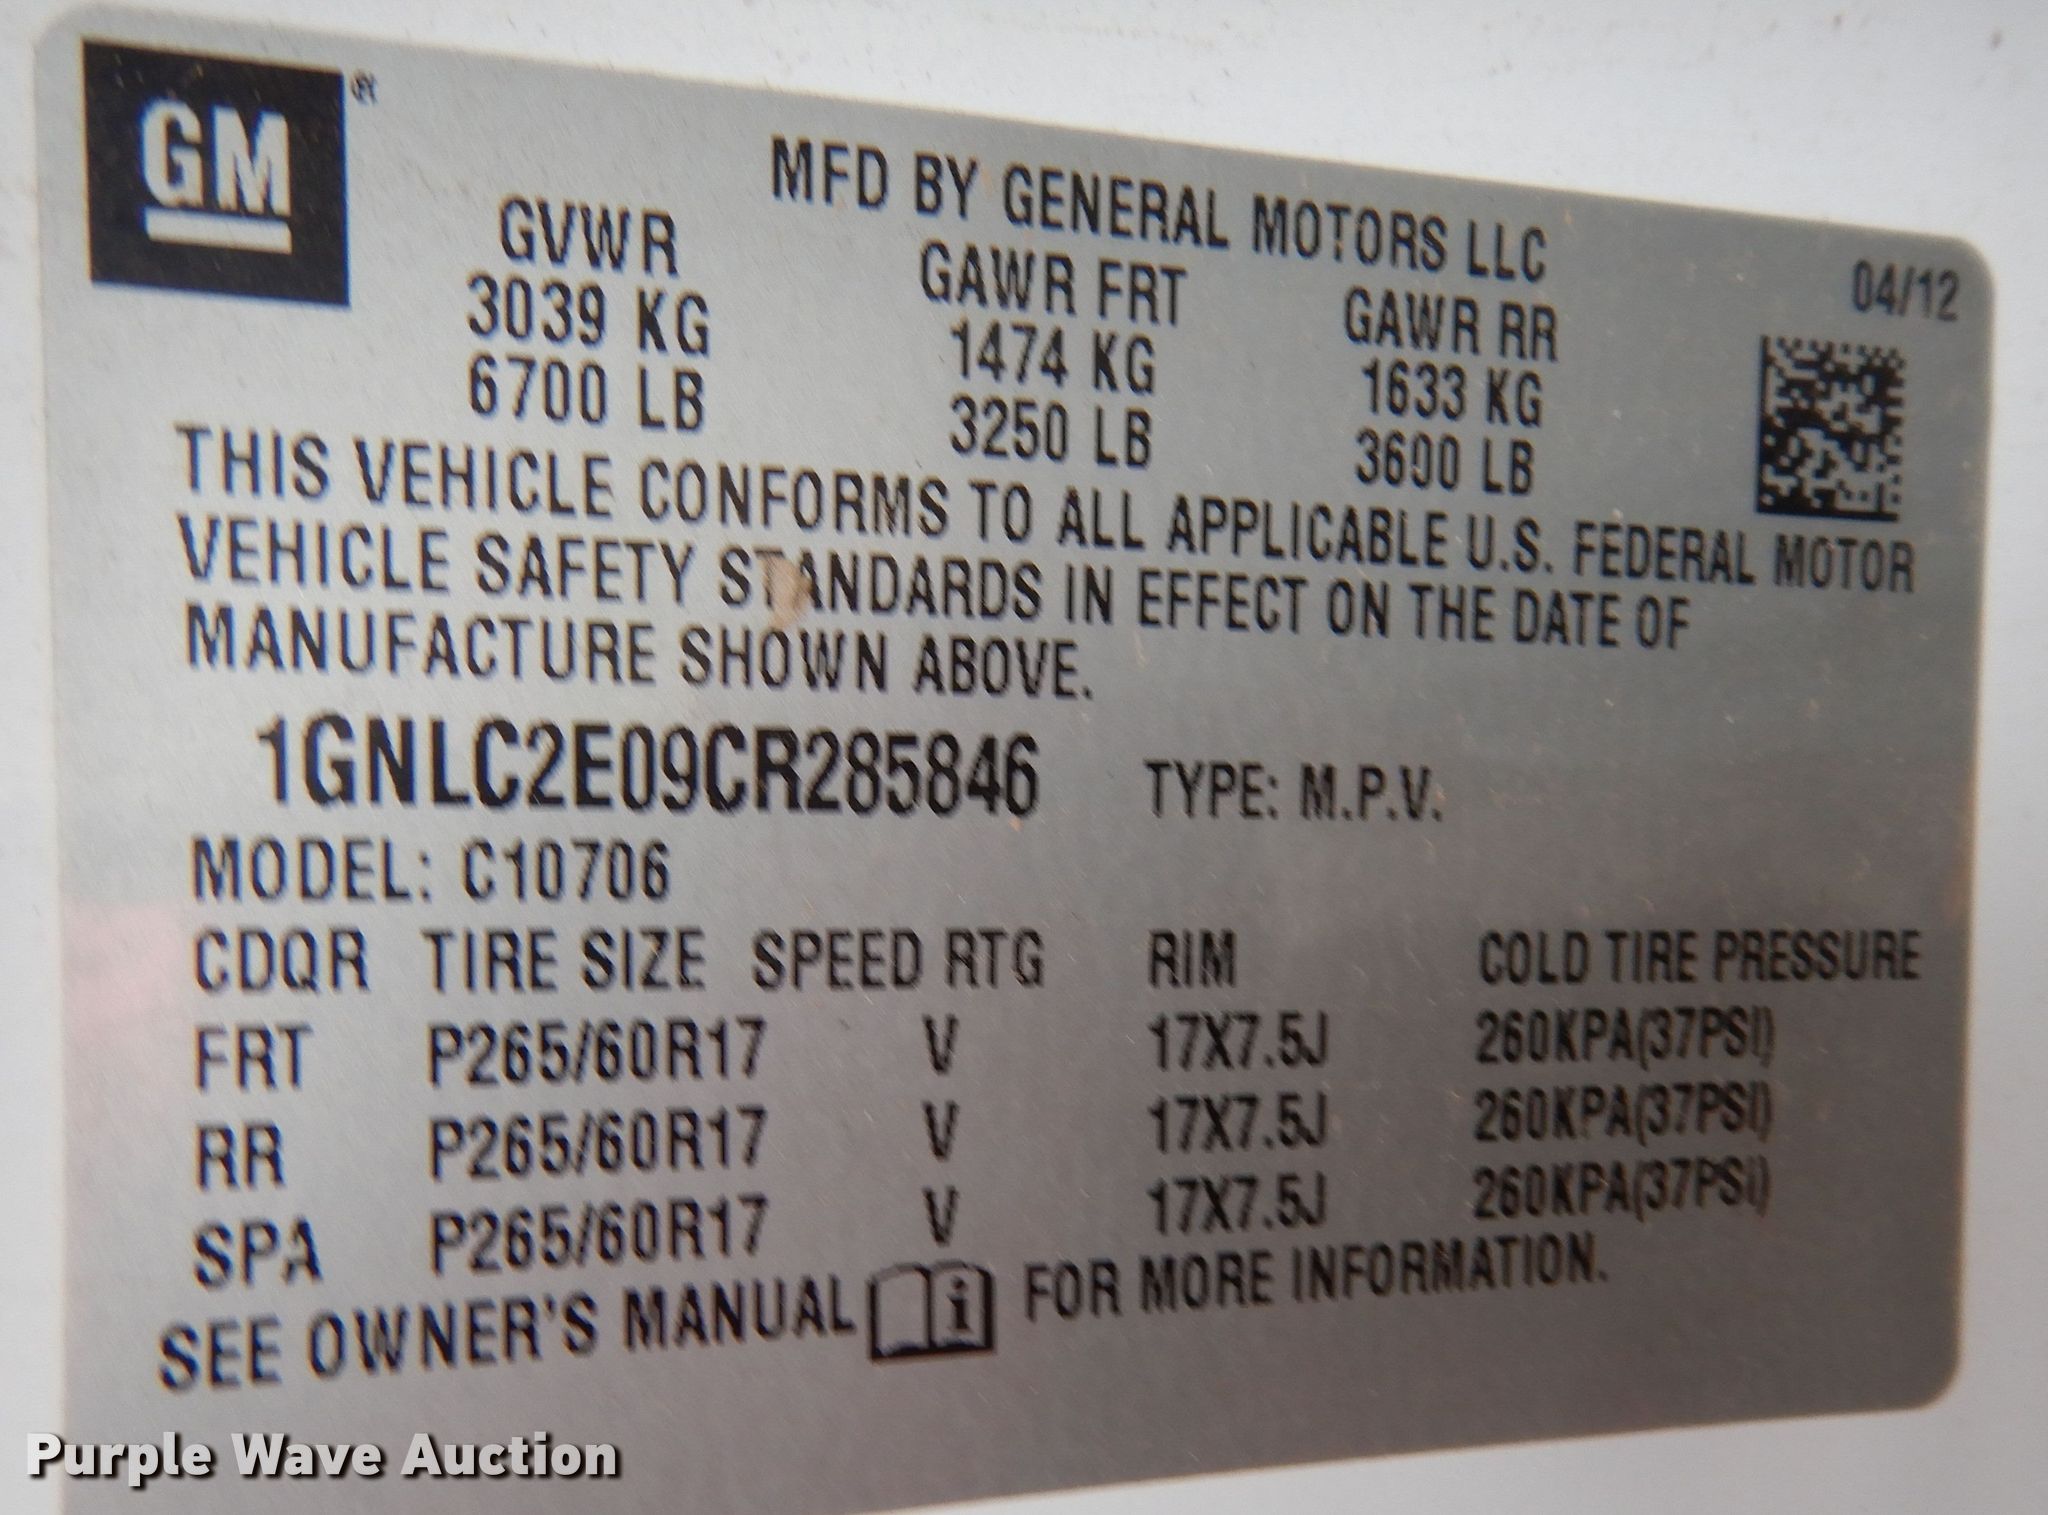 GM®
MFD BY GENERAL MOTORS LLC
04/12
GVWR GAWR FRT GAWR RR
3039 KG 1474 KG 1633 KG
6700 LB 3250 LB 3600 LB
THIS VEHICLE CONFORMS TO ALL APPLICABLE U.S. FEDERAL MOTOR
VEHICLE SAFETY STANDARDS IN EFFECT ON THE DATE OF
MANUFACTURE SHOWN ABOVE.
1GNLC2E09CR285846 TYPE: M.P.V.
MODEL: C10706
CDQR TIRE SIZE SPEED RTG RIM COLD TIRE PRESSURE
FRT P265/60R17 V 17X7.5J 260KPA(37PSI)
RR P265/60R17 V 17X7.5J 260KPA(37PSI)
SPA P265/60R17 V 17X7.5J 260KPA(37PSI)
SEE OWNER'S MANUAL i FOR MORE INFORMATION.
Purple Wave Auction